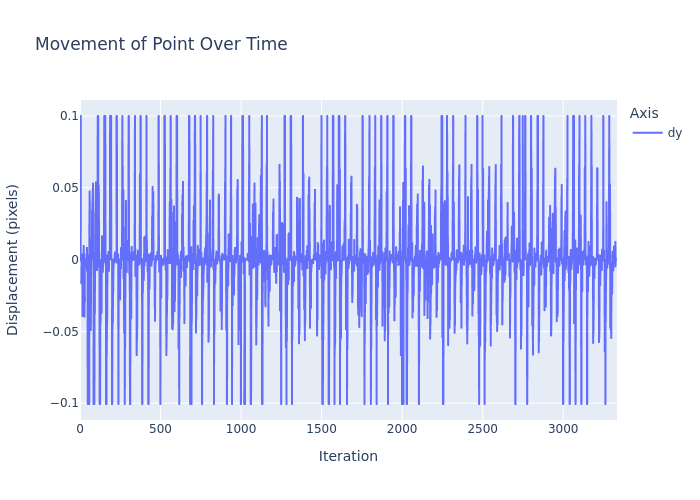 Movement of Point Over Time
Axis
dy
Displacement (pixels)
0.1
0.05
0
−0.05
−0.1
0
500
1000
1500
2000
2500
3000
Iteration